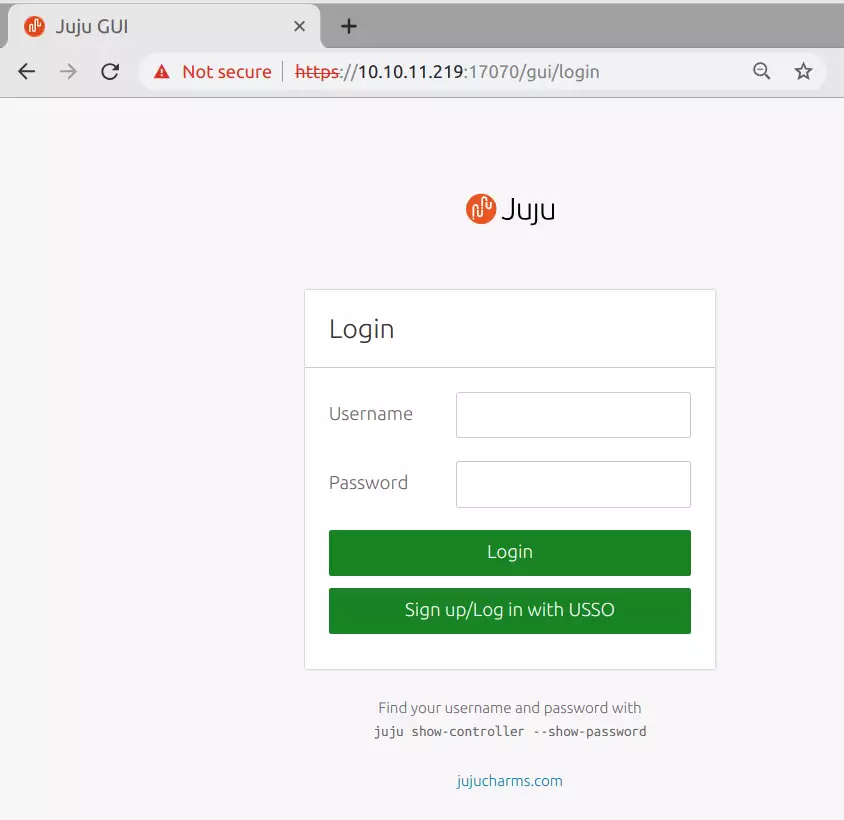 Juju GUI
Not secure https://10.10.11.219:17070/gui/login
Juju
Login
Username
Password
Login
Sign up/Log in with USSO
Find your username and password with
juju show-controller --show-password
jujucharms.com